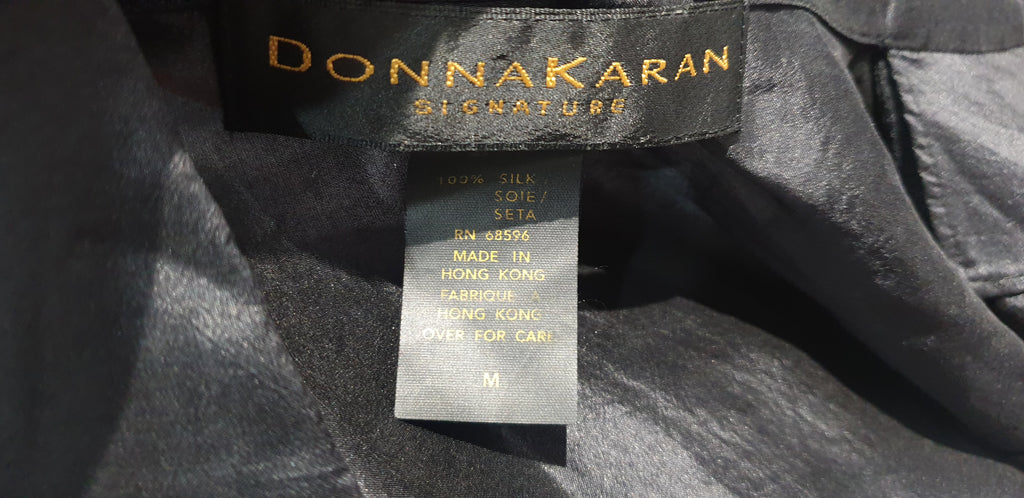 DONNAKARAN
SIGNATURE
100% SILK
SOIE/
SETA
RN 68596
MADE IN
HONG KONG
FABRIQUE A
HONG KONG
OVER FOR CARE
M